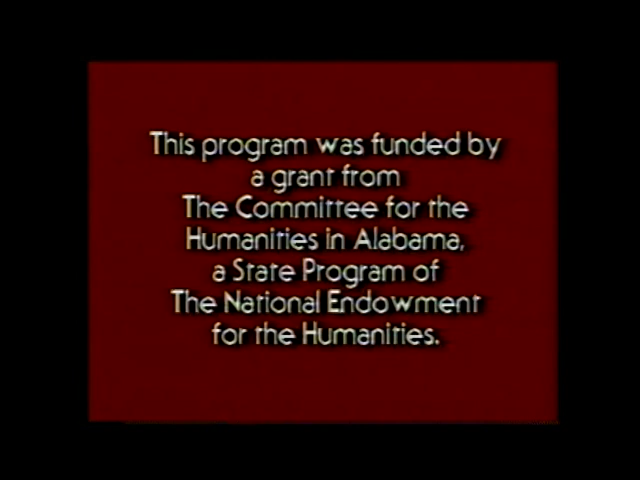 This program was funded by
a grant from
The Committee for the
Humanities in Alabama,
a State Program of
The National Endowment
for the Humanities.